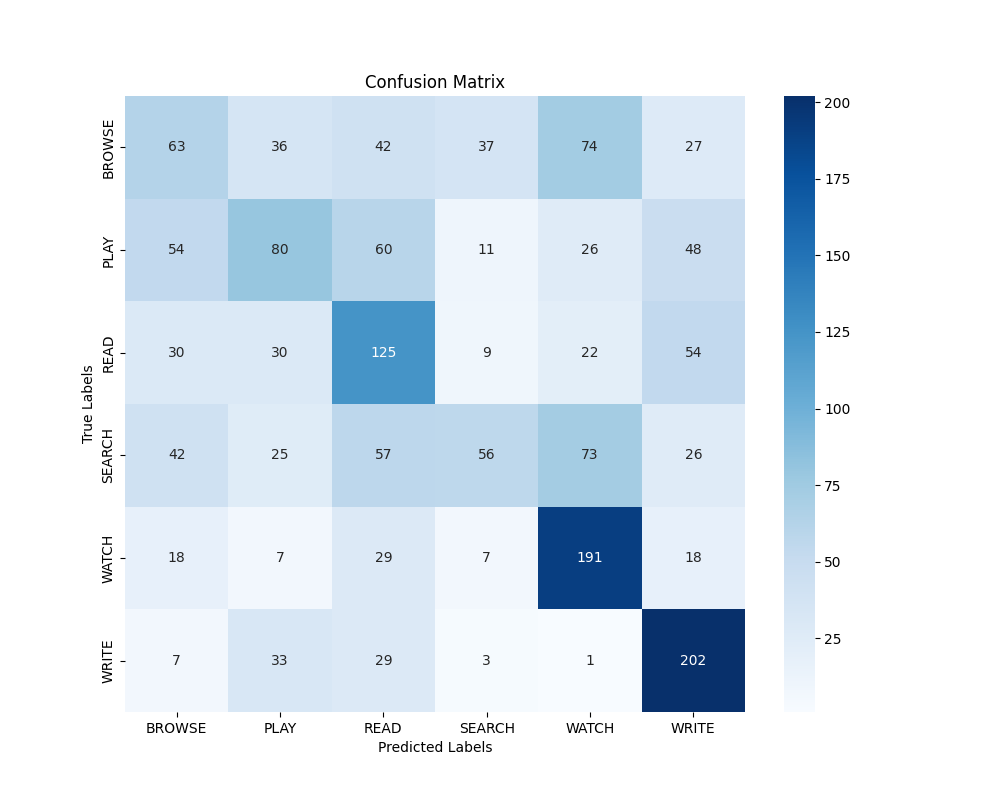 Confusion Matrix
BROWSE 63 36 42 37 74 27
PLAY 54 80 60 11 26 48
READ 30 30 125 9 22 54
SEARCH 42 25 57 56 73 26
WATCH 18 7 29 7 191 18
WRITE 7 33 29 3 1 202
BROWSE PLAY READ SEARCH WATCH WRITE
Predicted Labels
True Labels
200
175
150
125
100
75
50
25